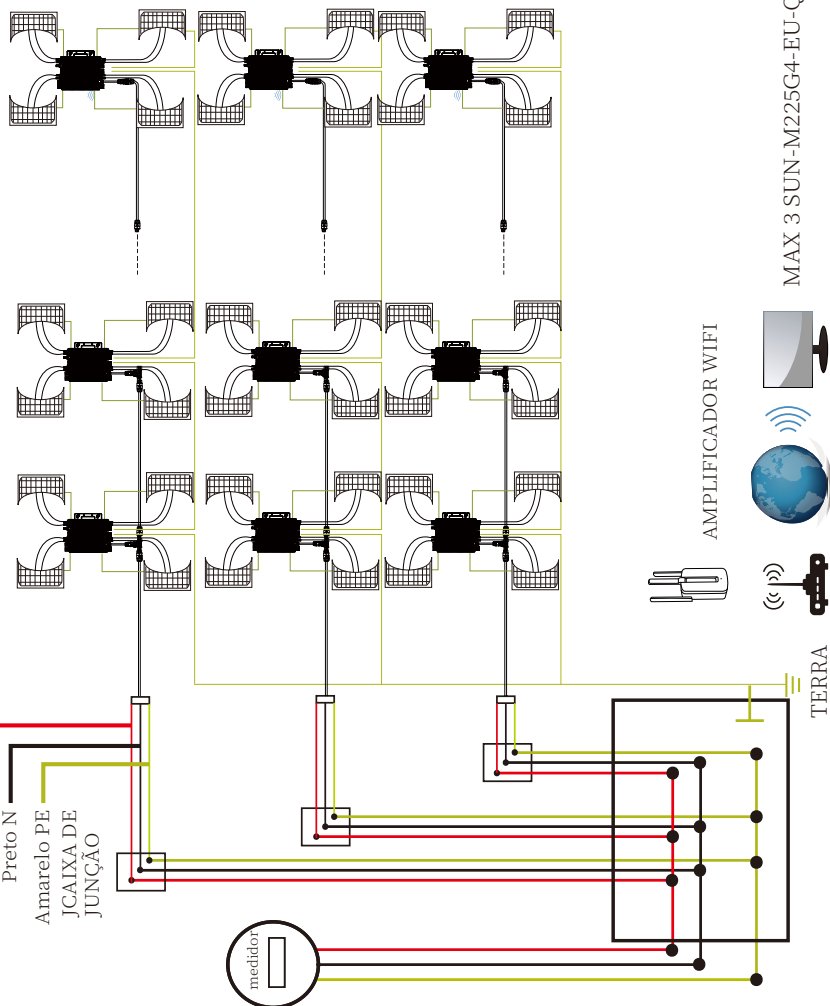 MAX 3 SUN-M225G4-EU-Q
AMPLIFICADOR WIFI
TERRA
Preto N
Amarelo PE
JCAIXA DE
JUNÇÃO
medidor